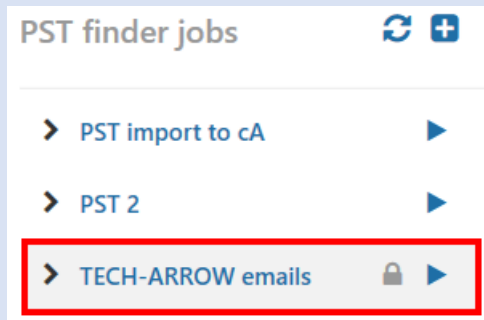 PST finder jobs
PST import to cA
PST 2
TECH-ARROW emails